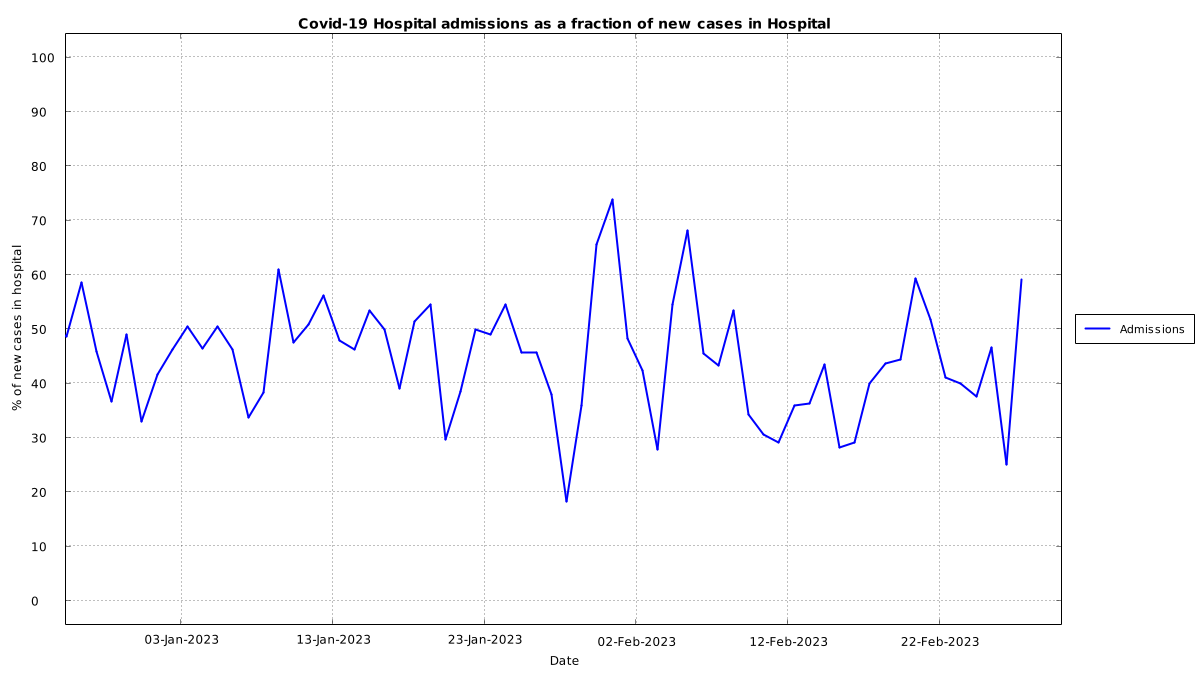 Covid-19 Hospital admissions as a fraction of new cases in Hospital
100
90
80
70
60
50
40
30
20
10
0
% of new cases in hospital
03-Jan-2023
13-Jan-2023
23-Jan-2023
02-Feb-2023
12-Feb-2023
22-Feb-2023
Date
Admissions